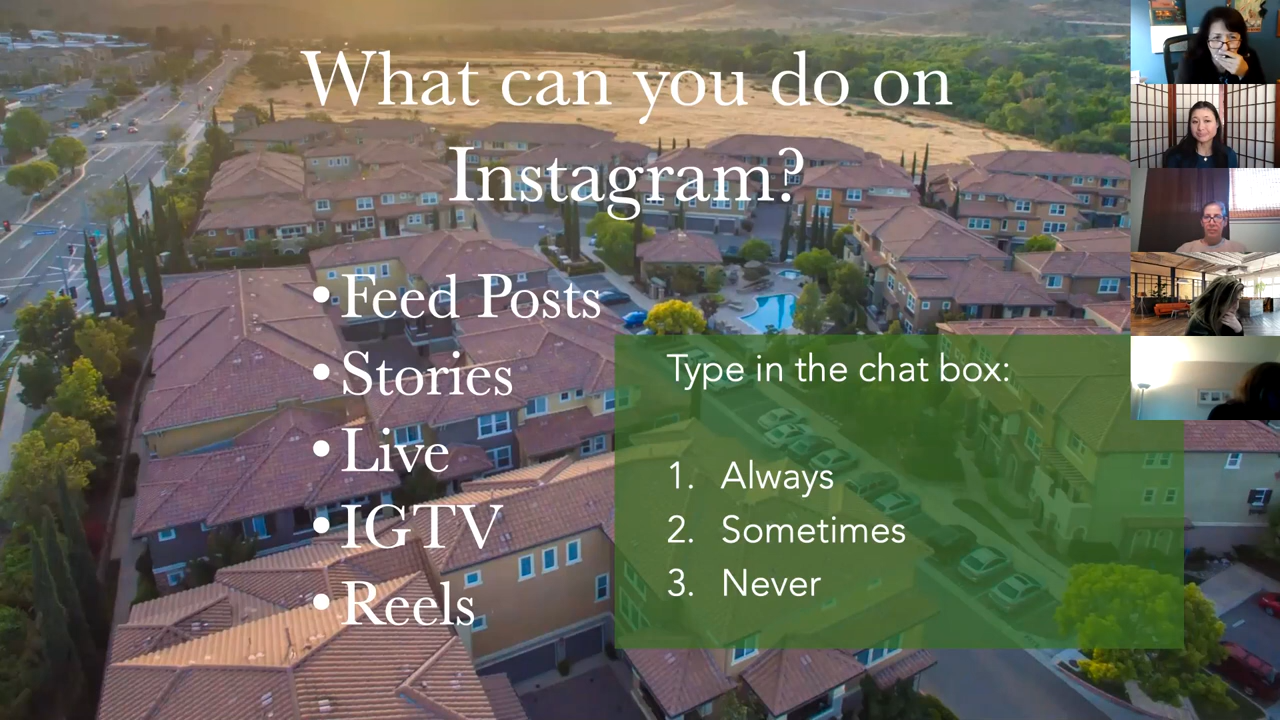 What can you do on
Instagram?
•Feed Posts
•Stories
•Live
•IGTV
•Reels
Type in the chat box:
1. Always
2. Sometimes
3. Never